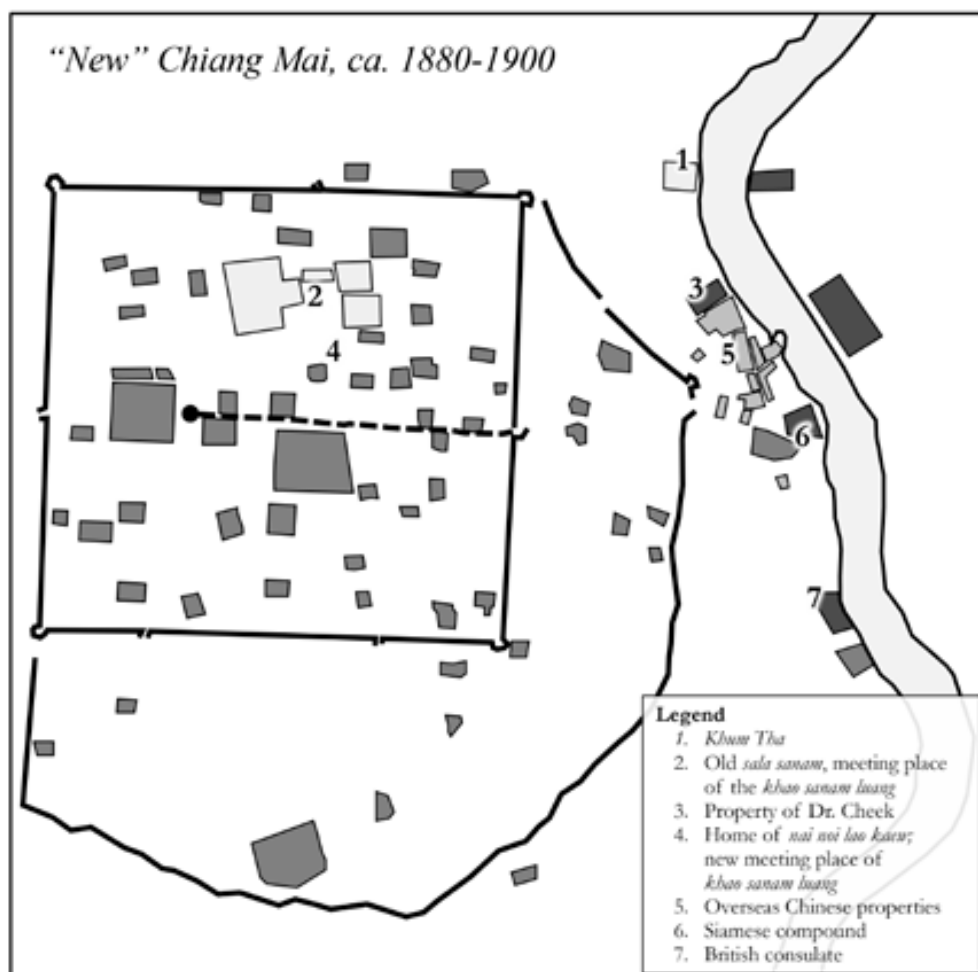 “New” Chiang Mai, ca. 1880-1900
1
2
3
4
5
6
7
Legend
1. Khum Tha
2. Old sala sanam, meeting place
of the khao sanam luang
3. Property of Dr. Cheek
4. Home of nai noi lao kaew;
new meeting place of
khao sanam luang
5. Overseas Chinese properties
6. Siamese compound
7. British consulate